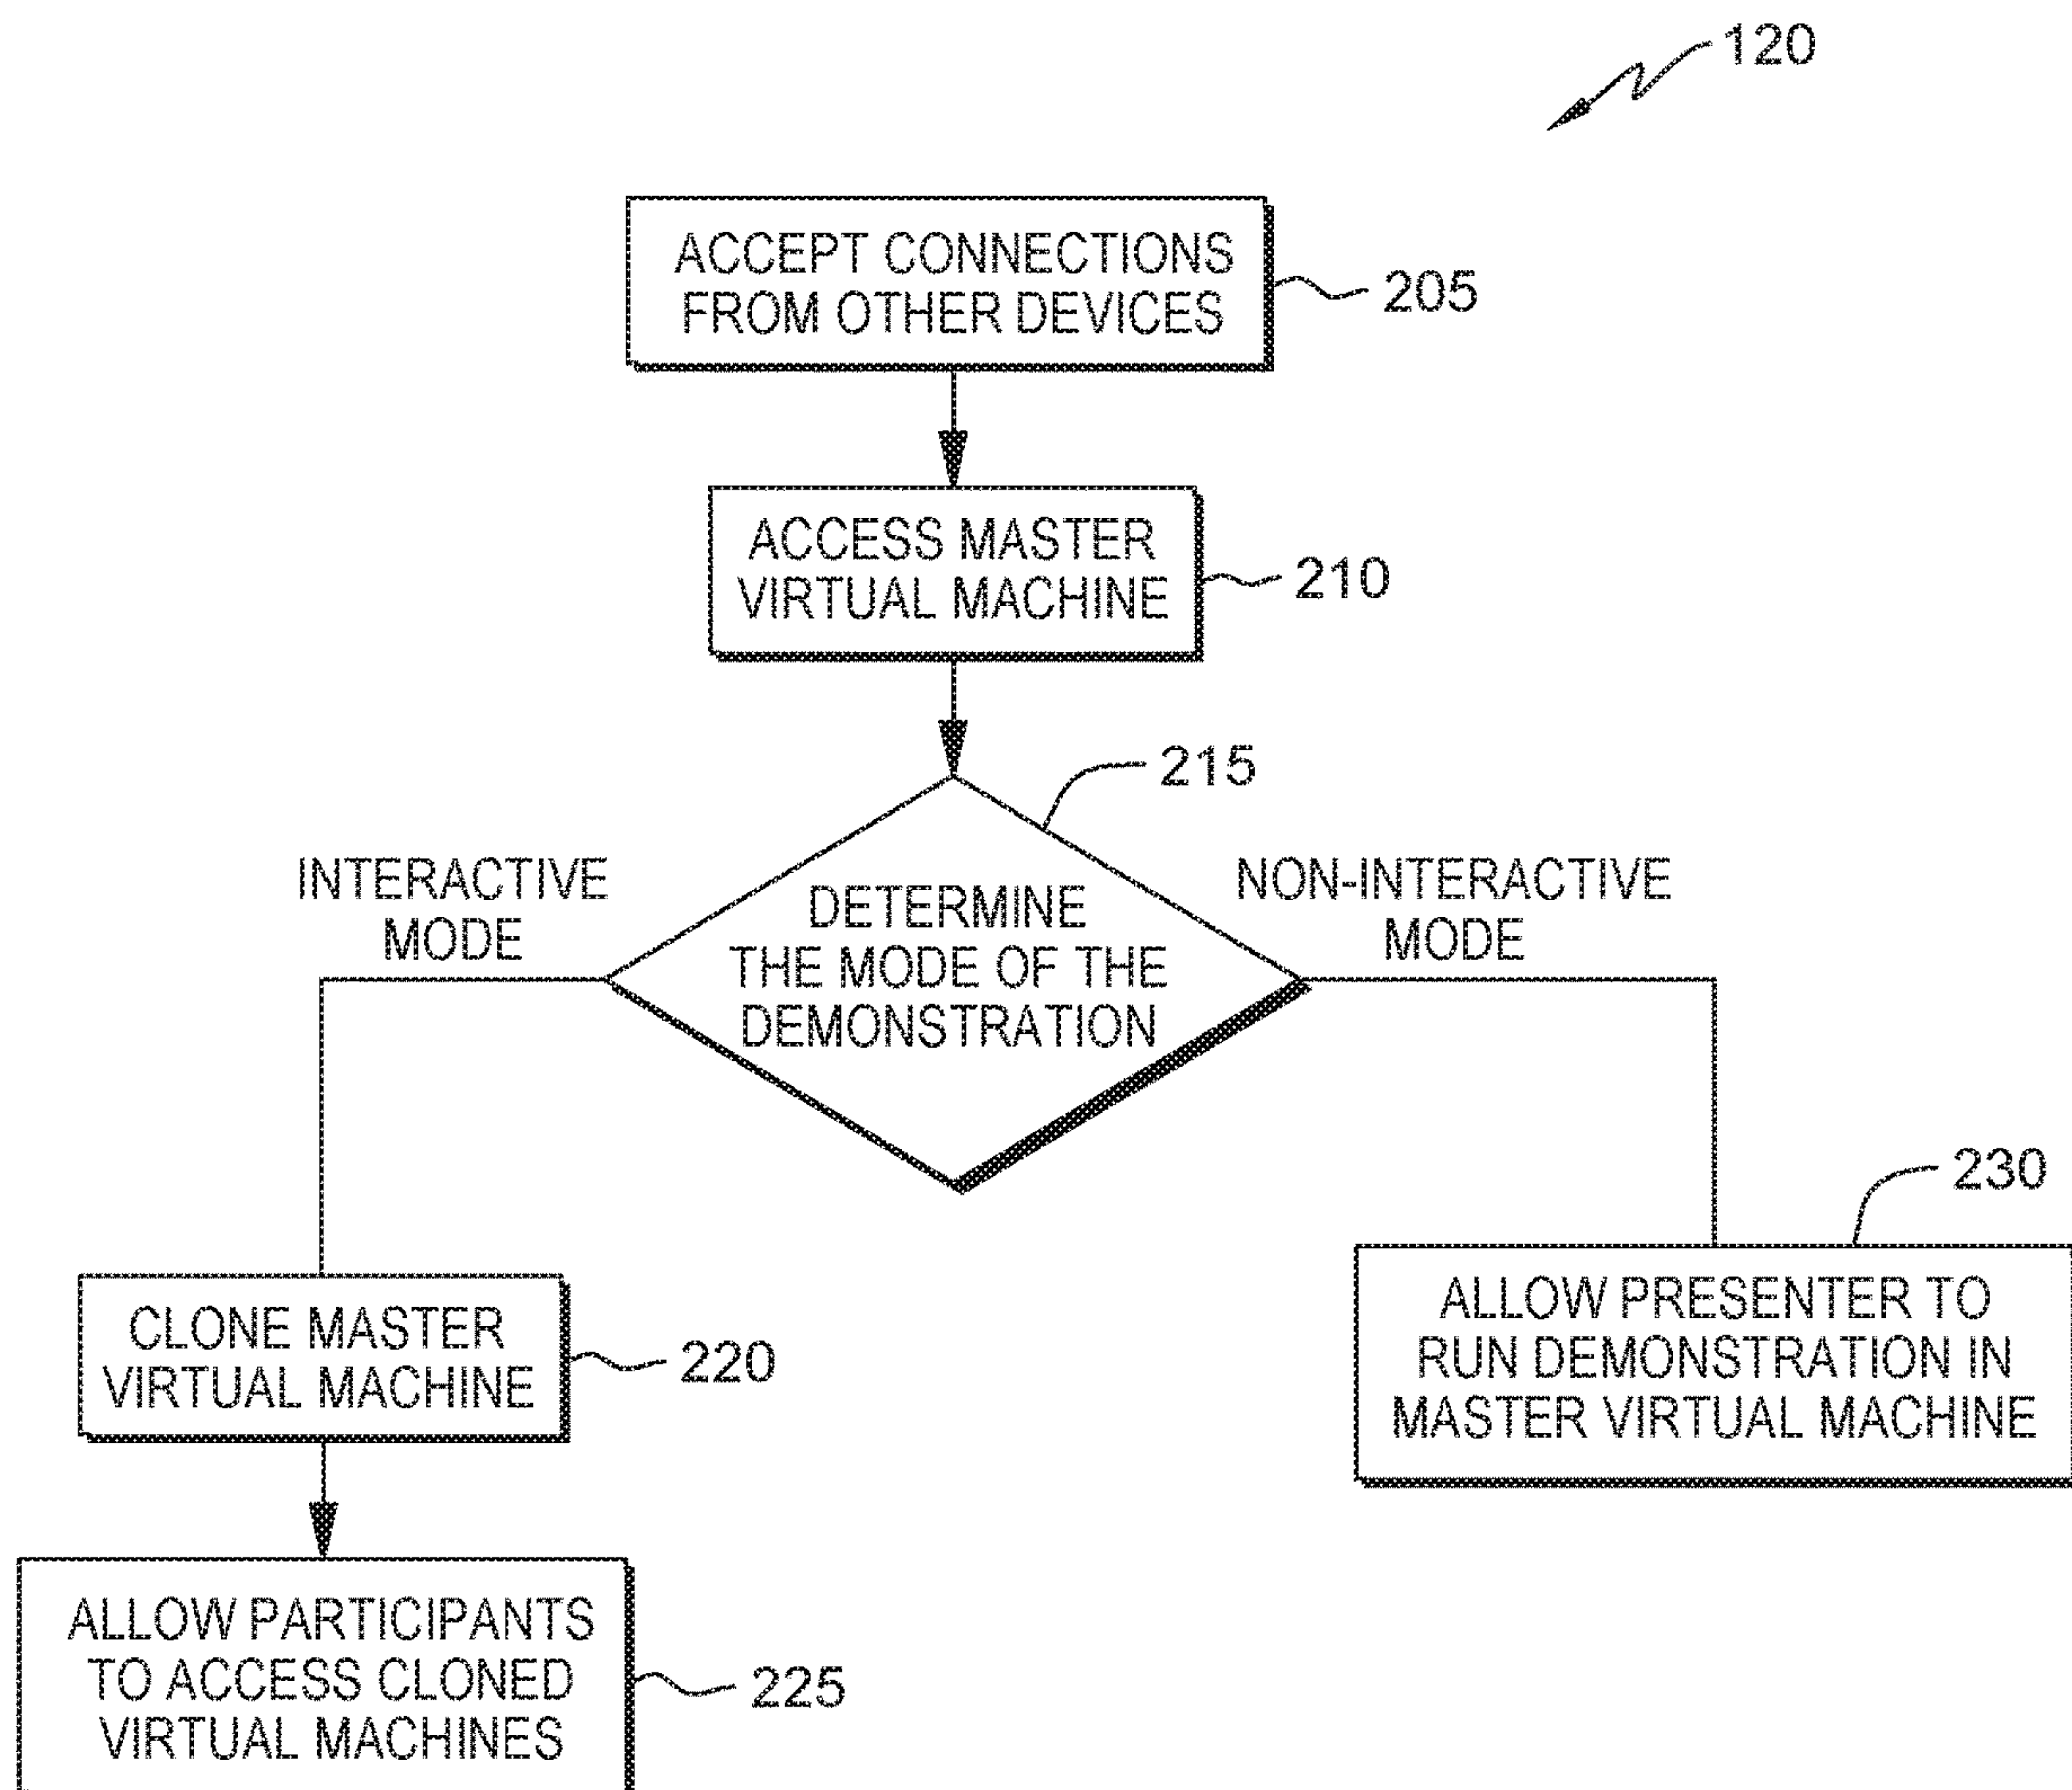 120
ACCEPT CONNECTIONS
FROM OTHER DEVICES
205
ACCESS MASTER
VIRTUAL MACHINE
210
215
INTERACTIVE
MODE
DETERMINE
THE MODE OF THE
DEMONSTRATION
NON-INTERACTIVE
MODE
CLONE MASTER
VIRTUAL MACHINE
220
230
ALLOW PRESENTER TO
RUN DEMONSTRATION IN
MASTER VIRTUAL MACHINE
ALLOW PARTICIPANTS
TO ACCESS CLONED
VIRTUAL MACHINES
225